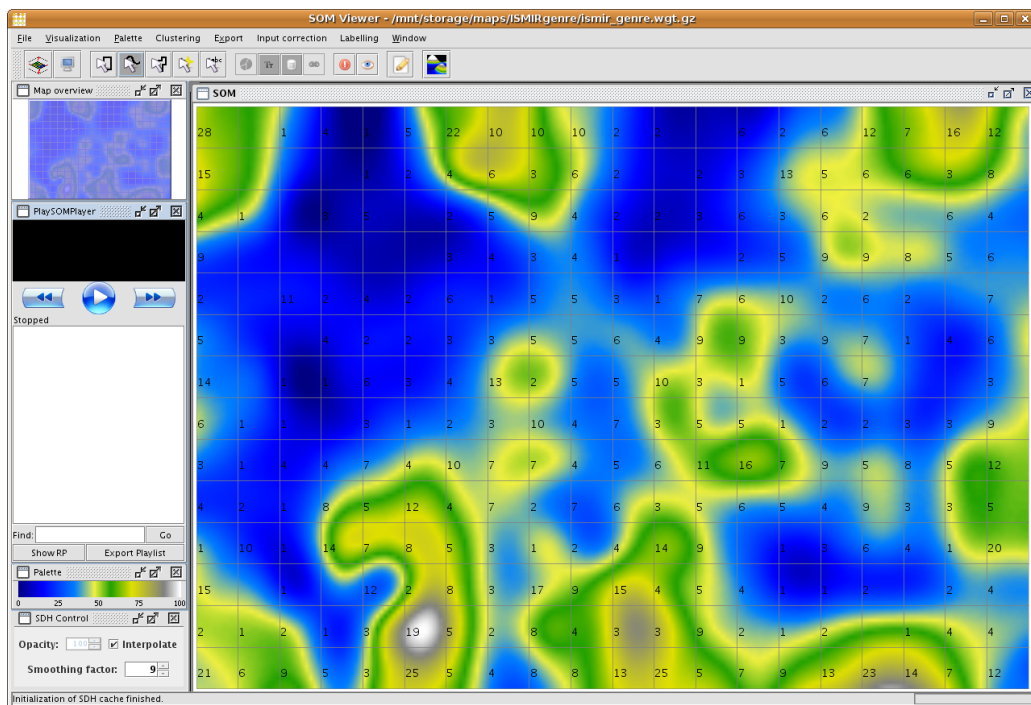 SOM Viewer - /mnt/storage/maps/ISMIRgenre/ismir_genre.wgt.gz
File Visualization Palette Clustering Export Input correction Labelling Window
Map overview
SOM
28 1 4 1 5 22 10 10 10 2 2 6 2 6 12 7 16 12
15 1 2 4 6 3 6 2 2 3 13 5 6 6 3 8
PlaySOMPlayer
4 1 3 5 2 5 9 4 2 2 3 6 3 6 2 6 4
9 3 4 3 4 1 2 2 5 9 9 8 5 6
2 11 2 4 2 6 1 5 5 3 1 7 6 10 2 6 2 7
Stopped
5 4 2 2 3 3 5 5 6 4 9 9 3 9 7 1 4 6
14 6 3 4 13 2 5 5 10 3 1 5 6 7 3
6 1 1 3 1 2 3 10 4 7 3 5 5 1 2 2 3 3 9
3 1 4 4 7 4 10 7 7 4 5 6 11 16 7 9 5 8 5 12
4 2 1 8 5 12 4 7 2 7 6 3 5 6 5 4 9 3 3 5
Find:
Go
Show RP
Export Playlist
1 10 1 14 7 8 5 3 1 2 4 14 9 1 3 6 4 1 20
Palette
0 25 50 75 100
15 1 1 12 2 8 3 17 9 15 4 5 4 1 1 2 4 4
SDH Control
2 1 2 1 3 19 5 2 8 4 3 3 9 2 1 2 1 4 4
Opacity: 100
Interpolate
Smoothing factor: 9
21 6 9 5 3 25 5 4 8 8 13 25 5 7 9 13 23 14 7 12
Initialization of SDH cache finished.